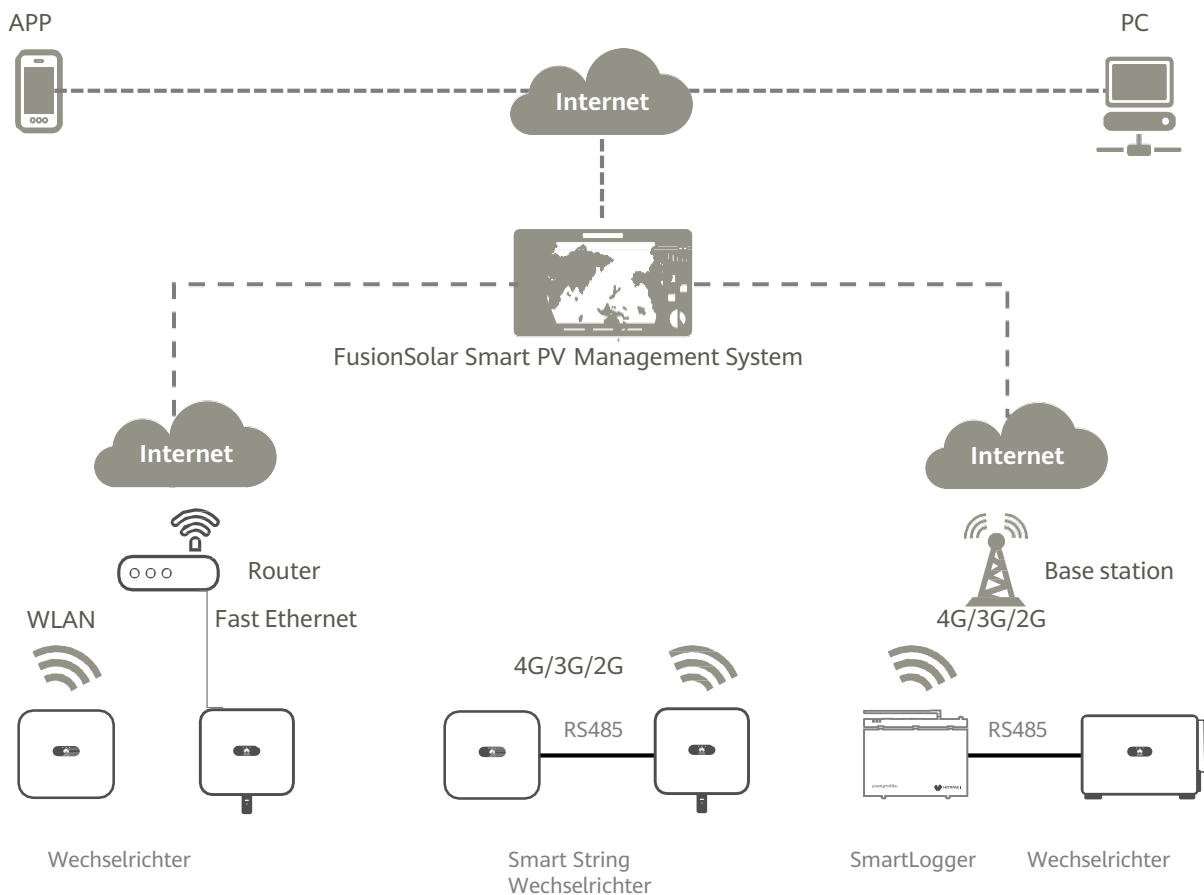 APP
PC
Internet
FusionSolar Smart PV Management System
Internet
Internet
Router
Base station
WLAN
Fast Ethernet
4G/3G/2G
4G/3G/2G
RS485
RS485
Wechselrichter
Smart String
Wechselrichter
SmartLogger
Wechselrichter